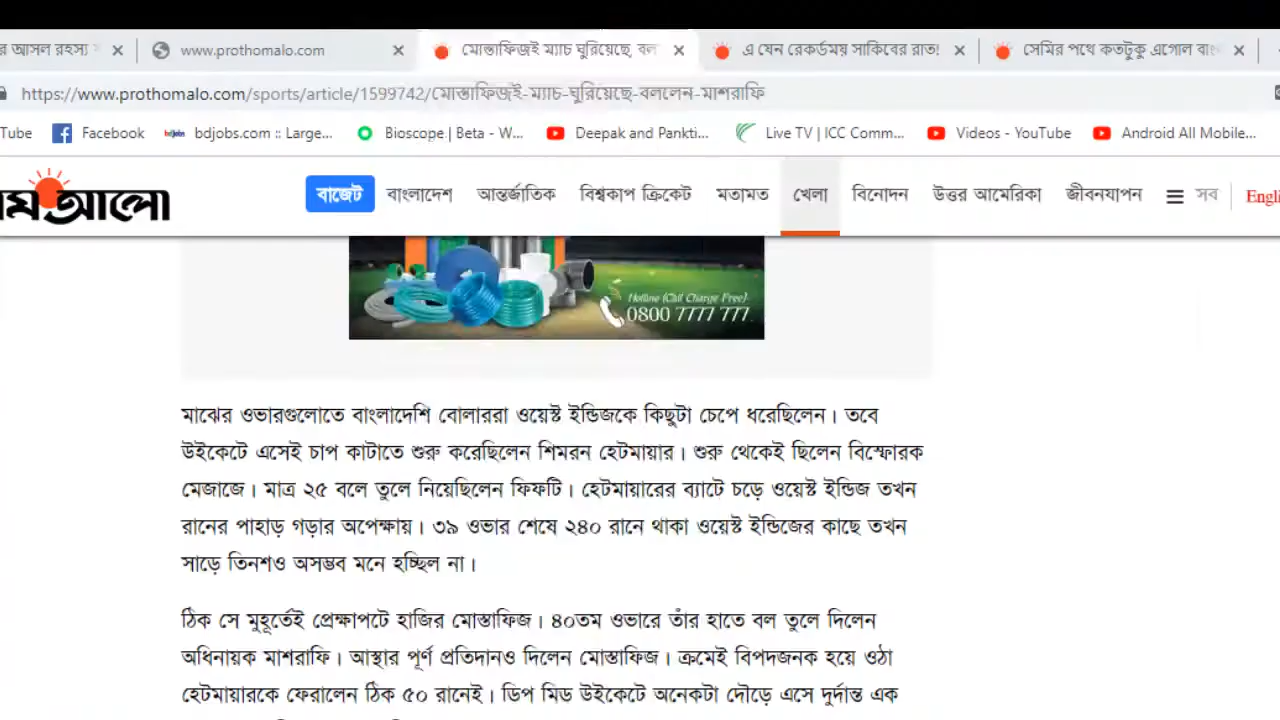 র আসল রহস্য
www.prothomalo.com
মোস্তাফিজই ম্যাচ ঘুরিয়েছে, বল
এ যেন রেকর্ডময় সাকিবের রাত!
সেমির পথে কতটুকু এগোল বাং
https://www.prothomalo.com/sports/article/1599742/মোস্তাফিজই-ম্যাচ-ঘুরিয়েছে-বললেন-মাশরাফি
Tube
Facebook
bdjobs
bdjobs.com :: Large...
Bioscope | Beta - W...
Deepak and Pankti...
Live TV | ICC Comm...
Videos - YouTube
Android All Mobile...
ম আলো
বাজেট বাংলাদেশ আন্তর্জাতিক বিশ্বকাপ ক্রিকেট মতামত খেলা বিনোদন উত্তর আমেরিকা জীবনযাপন সব Engli
Hotline (Call Charge Free)
0800 7777 777
মাঝের ওভারগুলোতে বাংলাদেশি বোলাররা ওয়েস্ট ইন্ডিজকে কিছুটা চেপে ধরেছিলেন। তবে
উইকেটে এসেই চাপ কাটাতে শুরু করেছিলেন শিমরন হেটমায়ার। শুরু থেকেই ছিলেন বিস্ফোরক
মেজাজে। মাত্র ২৫ বলে তুলে নিয়েছিলেন ফিফটি। হেটমায়ারের ব্যাটে চড়ে ওয়েস্ট ইন্ডিজ তখন
রানের পাহাড় গড়ার অপেক্ষায়। ৩৯ ওভার শেষে ২৪০ রানে থাকা ওয়েস্ট ইন্ডিজের কাছে তখন
সাড়ে তিনশও অসম্ভব মনে হচ্ছিল না।
ঠিক সে মুহূর্তেই প্রেক্ষাপটে হাজির মোস্তাফিজ। ৪০তম ওভারে তাঁর হাতে বল তুলে দিলেন
অধিনায়ক মাশরাফি। আস্থার পূর্ণ প্রতিদানও দিলেন মোস্তাফিজ। ক্রমেই বিপদজনক হয়ে ওঠা
হেটমায়ারকে ফেরালেন ঠিক ৫০ রানেই। ডিপ মিড উইকেটে অনেকটা দৌড়ে এসে দুর্দান্ত এক